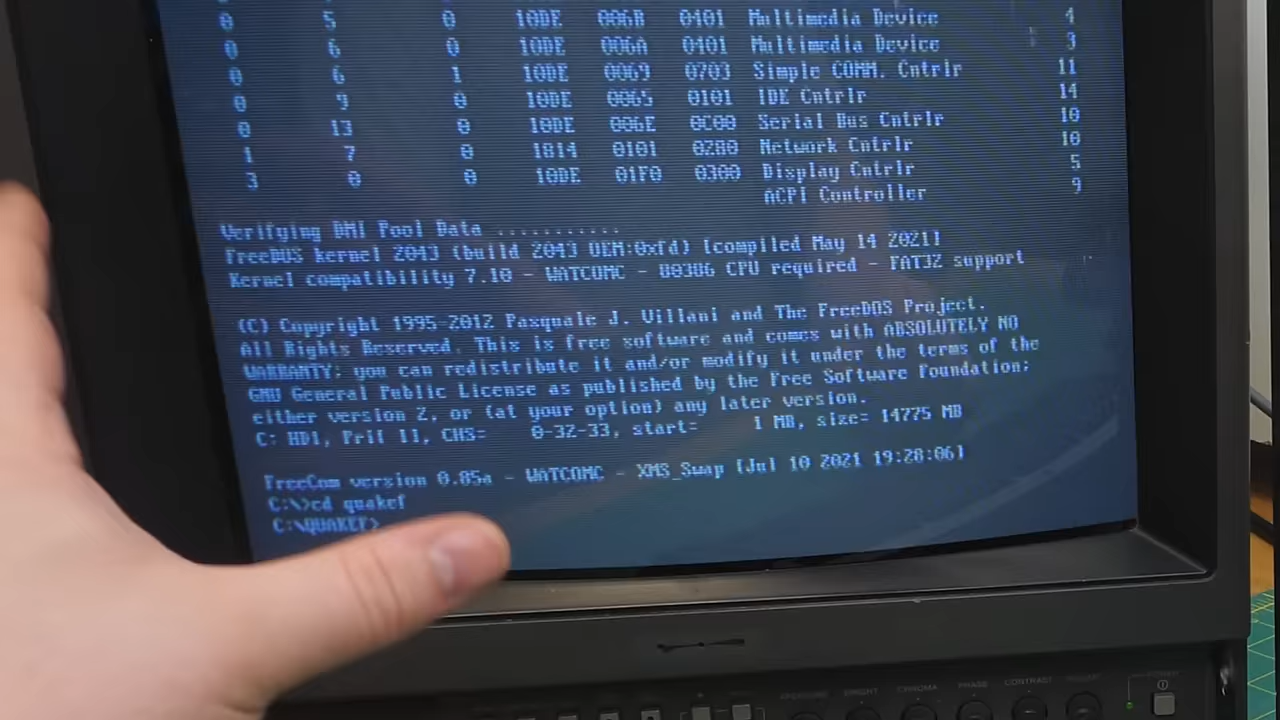 0 5 0 10DE 006B 0401 Multimedia Device 4
0 6 0 10DE 006A 0401 Multimedia Device 3
0 6 1 10DE 0069 0703 Simple COMM. Cntrlr 11
0 9 0 10DE 0065 0101 IDE Cntrlr 14
0 13 0 10DE 006E 0C00 Serial Bus Cntrlr 10
1 7 0 1814 0101 0280 Network Cntrlr 10
3 0 0 10DE 01F0 0300 Display Cntrlr 5
ACPI Controller 9
Verifying DMI Pool Data ...........
FreeDOS kernel 2043 (build 2043 OEM:0xfd) [compiled May 14 2021]
Kernel compatibility 7.10 - WATCOMC - 80386 CPU required - FAT32 support
(C) Copyright 1995-2012 Pasquale J. Villani and The FreeDOS Project.
All Rights Reserved. This is free software and comes with ABSOLUTELY NO
WARRANTY; you can redistribute it and/or modify it under the terms of the
GNU General Public License as published by the Free Software Foundation;
either version 2, or (at your option) any later version.
C: HD1, Pri[ 1], CHS= 0-32-33, start= 1 MB, size= 14775 MB
FreeCom version 0.85a - WATCOMC - XMS_Swap [Jul 10 2021 19:28:06]
C:\>cd quakef
C:\QUAKEF>
BRIGHT CHROMA PHASE CONTRAST